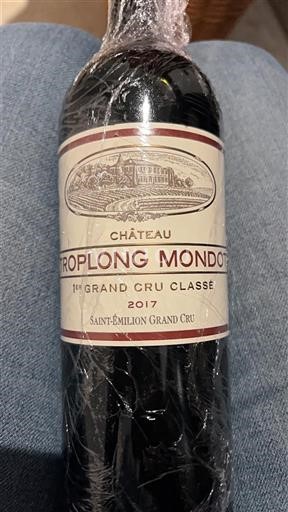 CHÂTEAU
TROPLONG MONDOT
1er GRAND CRU CLASSÉ
2017
SAINT-ÉMILION GRAND CRU